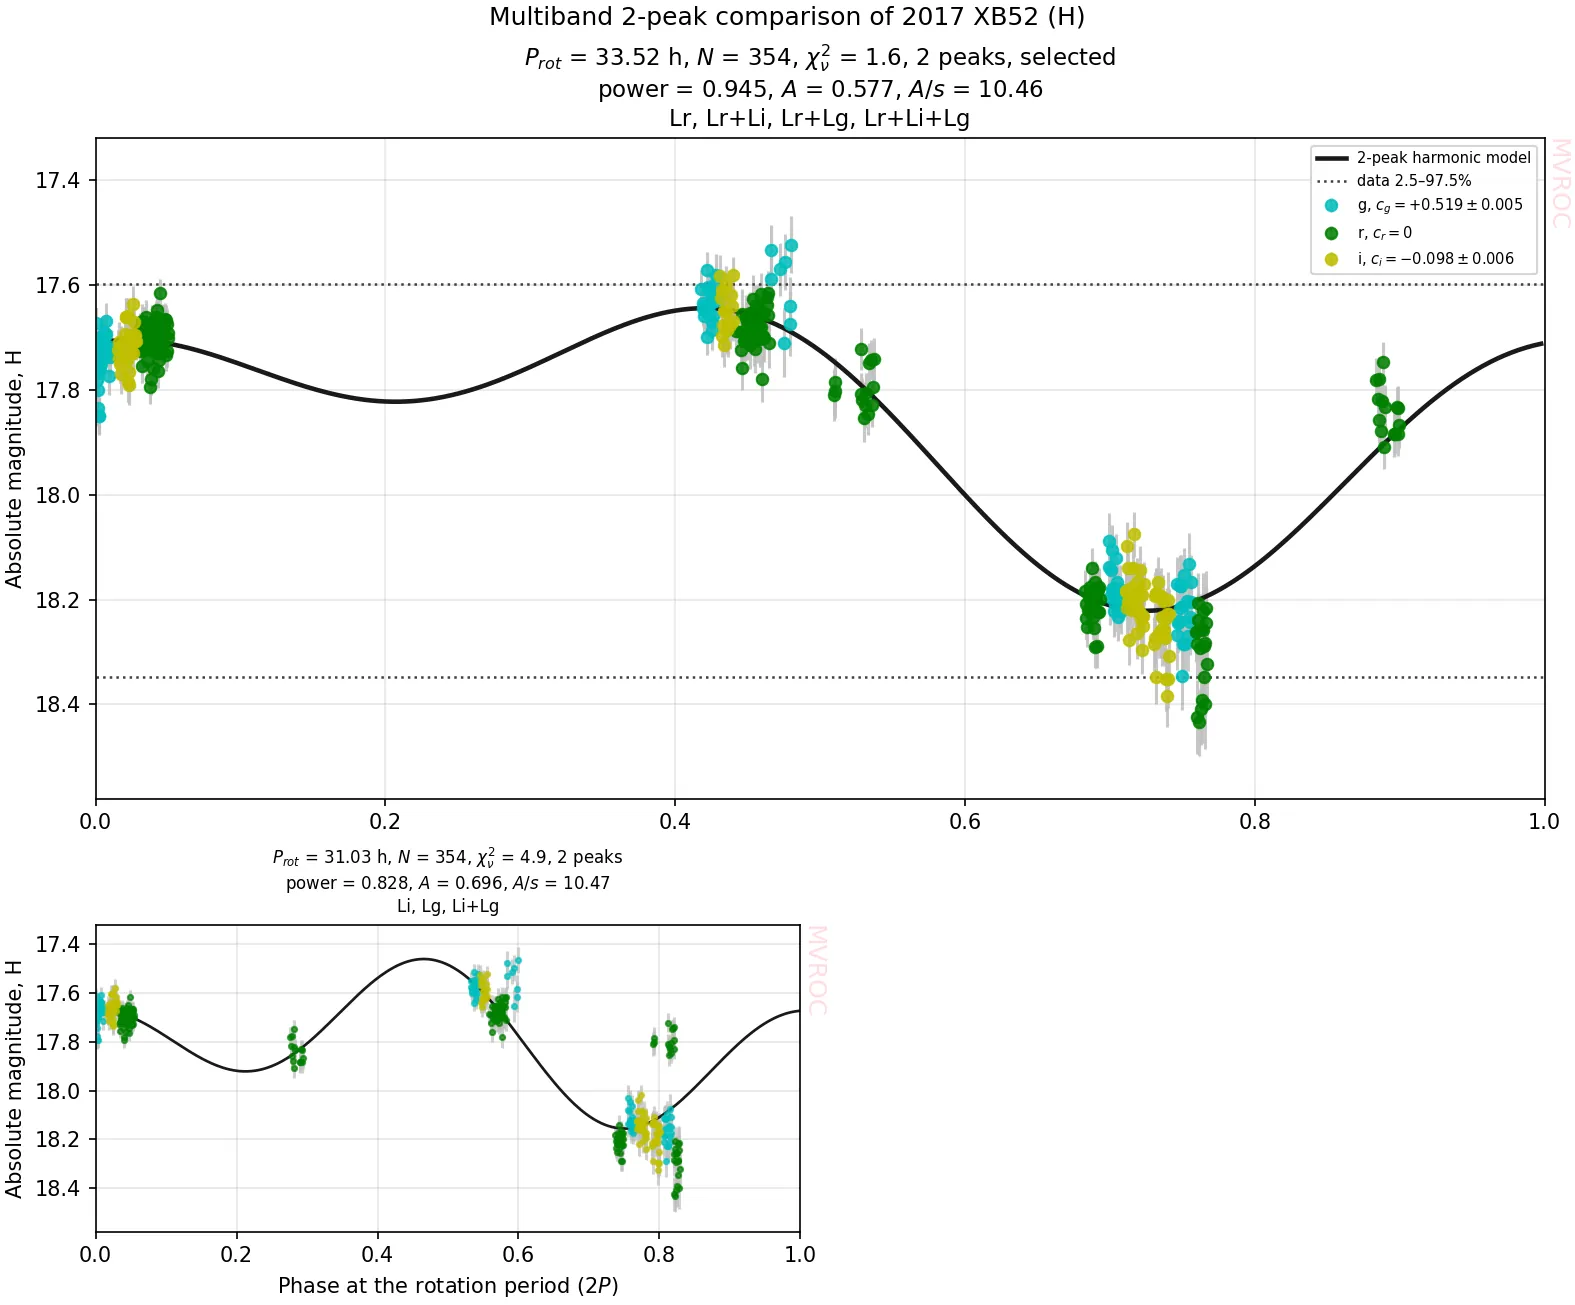 Multiband 2-peak comparison of 2017 XB52 (H)
P_rot = 33.52 h, N = 354, χ²_ν = 1.6, 2 peaks, selected
power = 0.945, A = 0.577, A/s = 10.46
Lr, Lr+Li, Lr+Lg, Lr+Li+Lg
2-peak harmonic model
data 2.5–97.5%
g, c_g = +0.519 ± 0.005
r, c_r = 0
i, c_i = −0.098 ± 0.006
MVROC
Absolute magnitude, H
17.4
17.6
17.8
18.0
18.2
18.4
0.0 0.2 0.4 0.6 0.8 1.0
P_rot = 31.03 h, N = 354, χ²_ν = 4.9, 2 peaks
power = 0.828, A = 0.696, A/s = 10.47
Li, Lg, Li+Lg
MVROC
Absolute magnitude, H
17.4
17.6
17.8
18.0
18.2
18.4
0.0 0.2 0.4 0.6 0.8 1.0
Phase at the rotation period (2P)